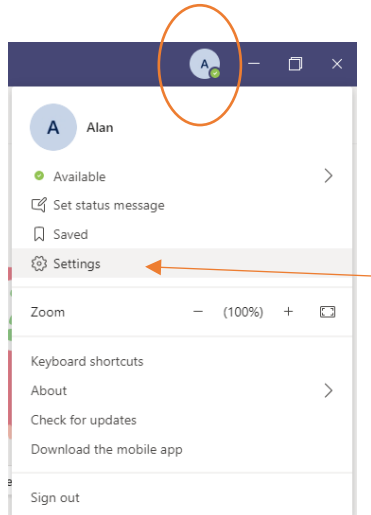 A
A Alan
Available
Set status message
Saved
Settings
Zoom − (100%) +
Keyboard shortcuts
About
Check for updates
Download the mobile app
Sign out